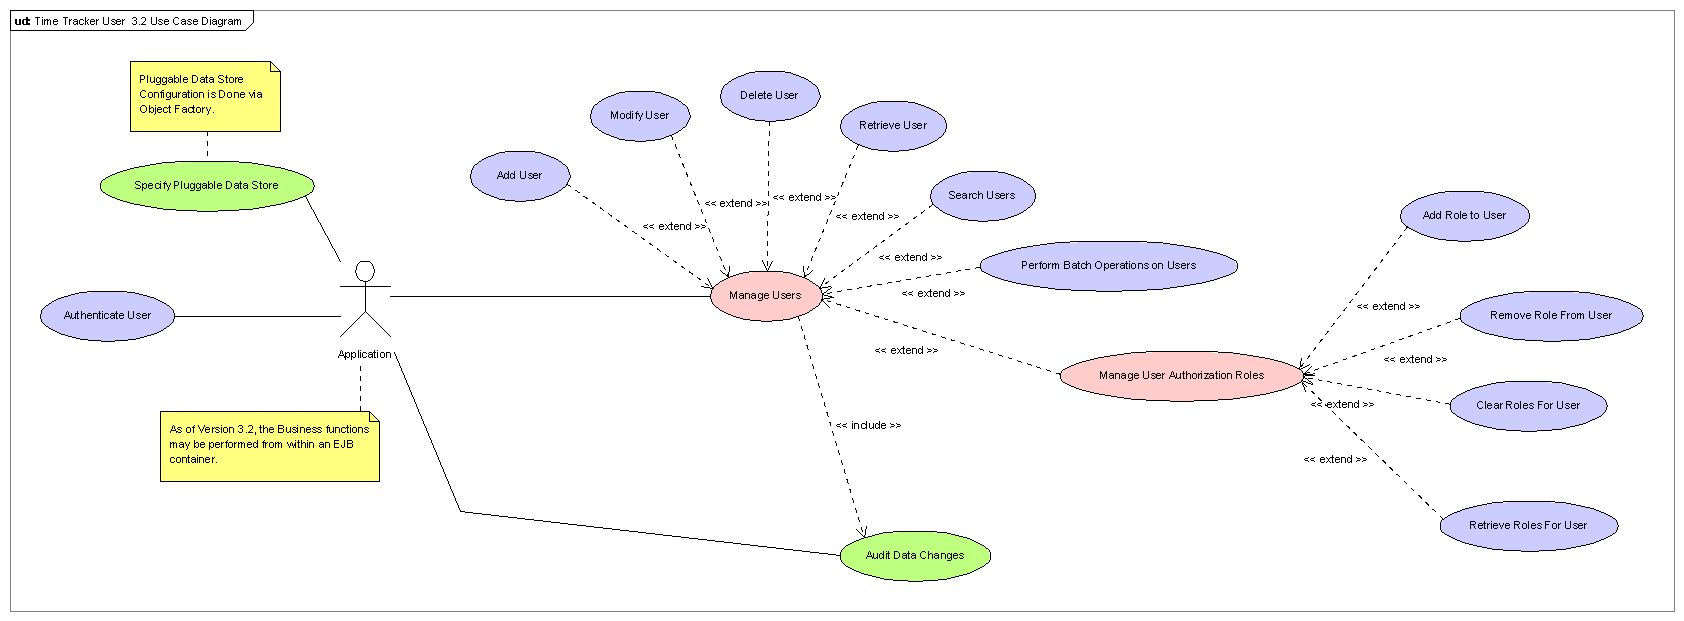 ud: Time Tracker User 3.2 Use Case Diagram
Pluggable Data Store
Configuration is Done via
Object Factory.
Specify Pluggable Data Store
Authenticate User
Application
As of Version 3.2, the Business functions
may be performed from within an EJB
container.
Add User
Modify User
Delete User
Retrieve User
Search Users
Perform Batch Operations on Users
<< extend >>
<< extend >>
<< extend >>
<< extend >>
<< extend >>
<< extend >>
<< extend >>
Manage Users
<< include >>
Audit Data Changes
Manage User Authorization Roles
Add Role to User
<< extend >>
Remove Role From User
<< extend >>
Clear Roles For User
<< extend >>
Retrieve Roles For User
<< extend >>